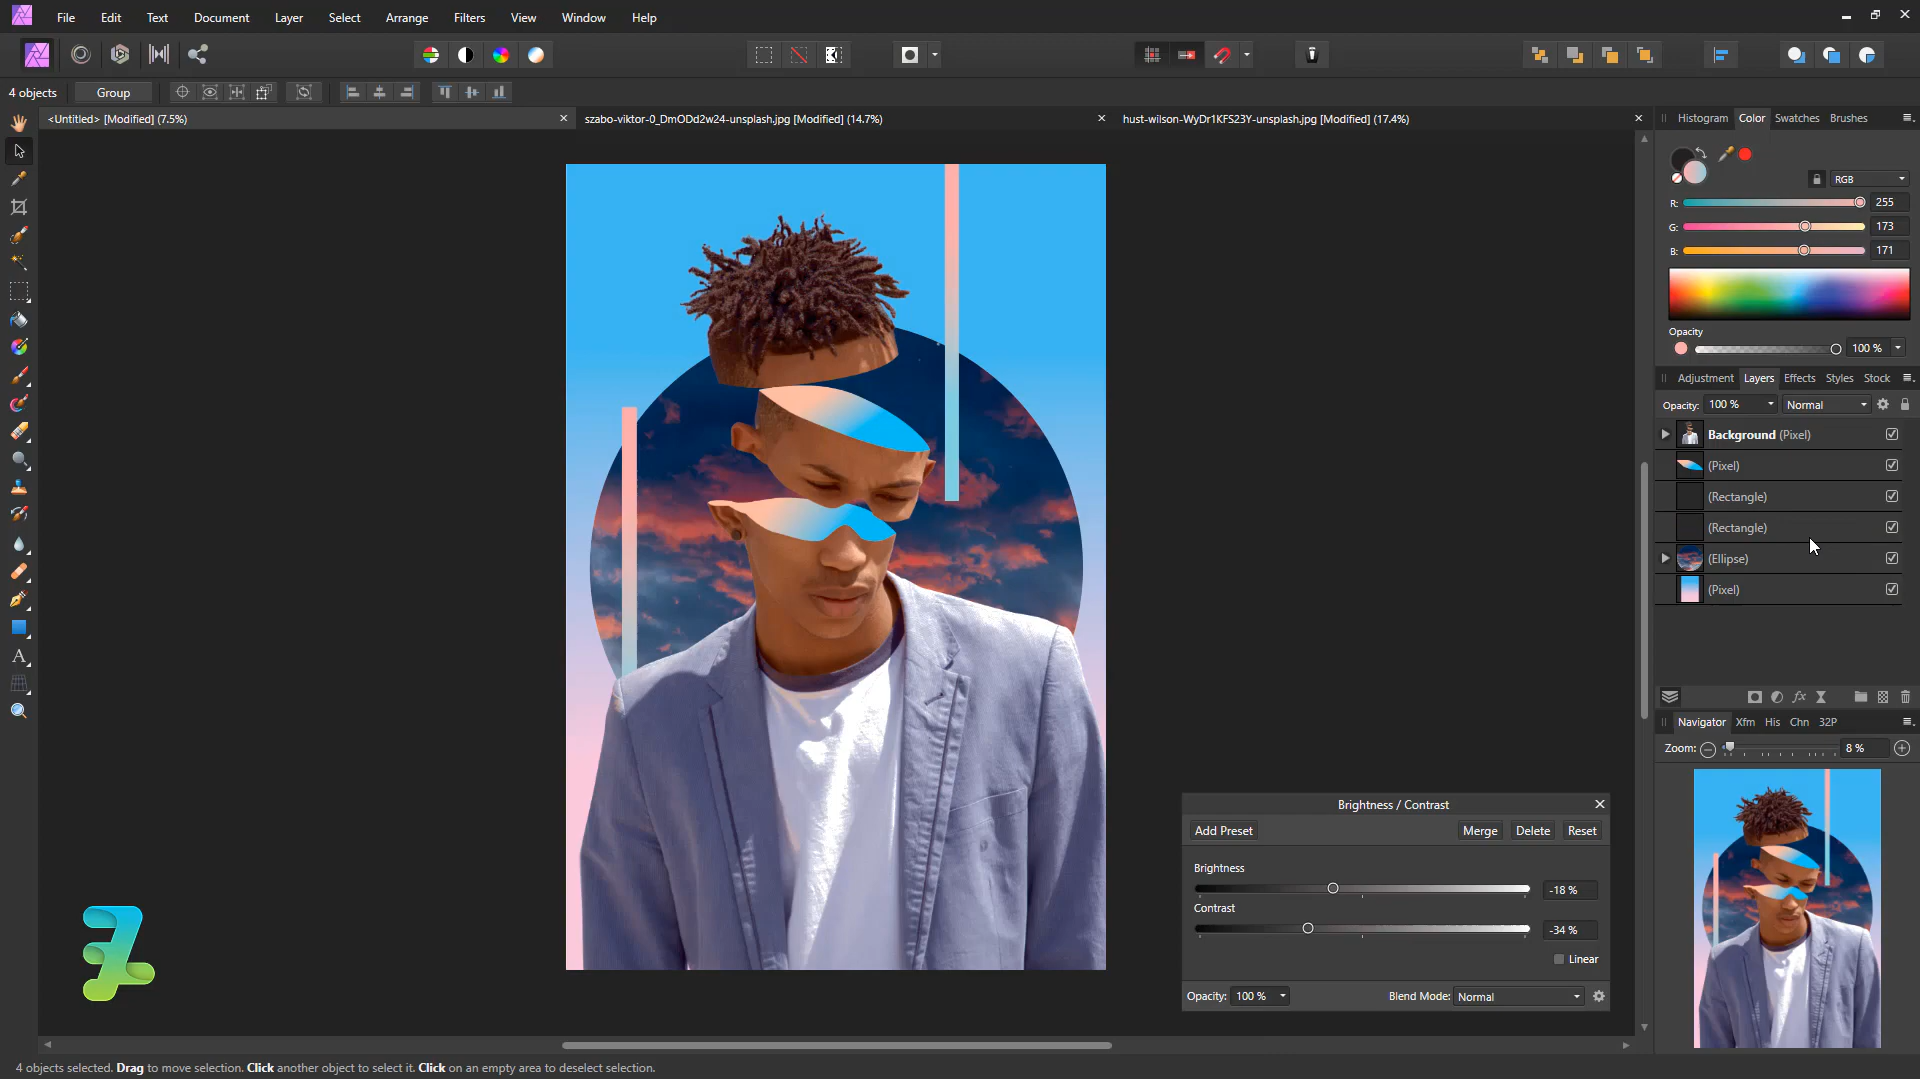 File Edit Text Document Layer Select Arrange Filters View Window Help
4 objects Group
<Untitled> [Modified] (7.5%)
szabo-viktor-0_DmODd2w24-unsplash.jpg [Modified] (14.7%)
hust-wilson-WyDr1KFS23Y-unsplash.jpg [Modified] (17.4%)
Histogram Color Swatches Brushes
RGB
R: 255
G: 173
B: 171
Opacity
100 %
Adjustment Layers Effects Styles Stock
Opacity: 100 % Normal
Background (Pixel)
(Pixel)
(Rectangle)
(Rectangle)
(Ellipse)
(Pixel)
fx
Navigator Xfm His Chn 32P
Zoom: 8 %
Brightness / Contrast
Add Preset Merge Delete Reset
Brightness
-18 %
Contrast
-34 %
Linear
Opacity: 100 % Blend Mode: Normal
4 objects selected. Drag to move selection. Click another object to select it. Click on an empty area to deselect selection.